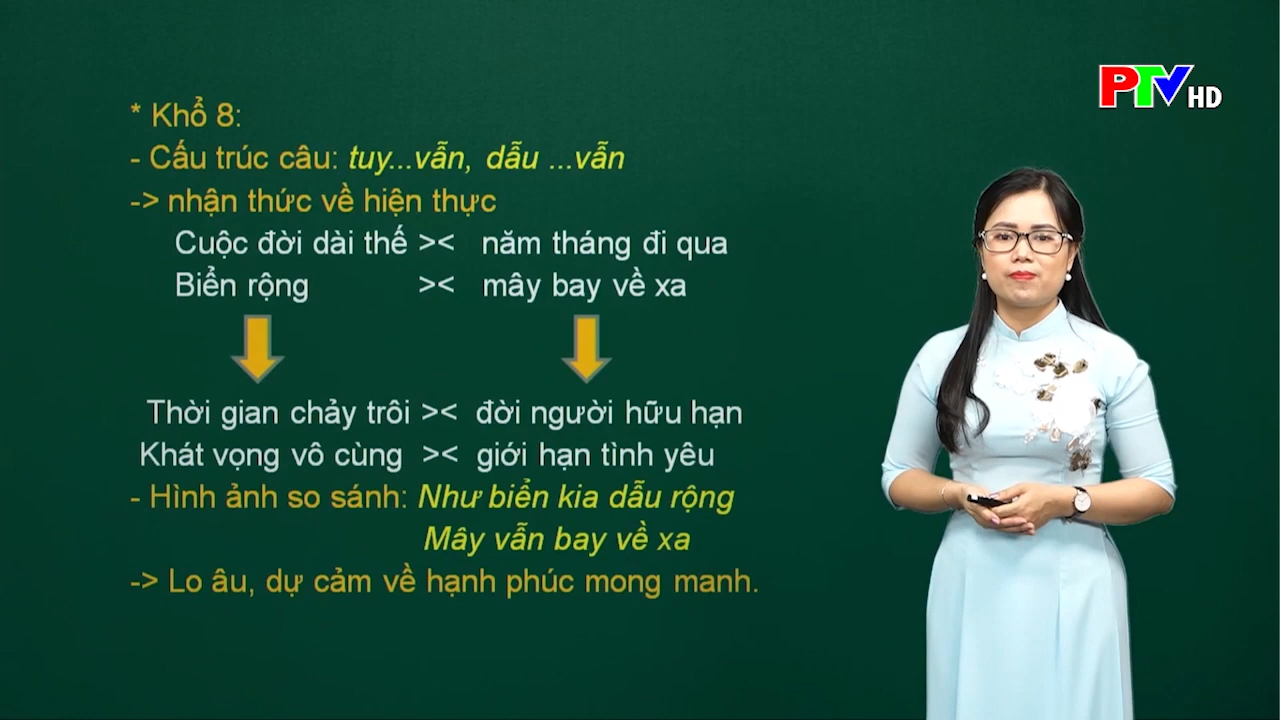 PTV HD
* Khổ 8:
- Cấu trúc câu: tuy...vẫn, dẫu ...vẫn
-> nhận thức về hiện thực
Cuộc đời dài thế >< năm tháng đi qua
Biển rộng >< mây bay về xa
Thời gian chảy trôi >< đời người hữu hạn
Khát vọng vô cùng >< giới hạn tình yêu
- Hình ảnh so sánh: Như biển kia dẫu rộng
Mây vẫn bay về xa
-> Lo âu, dự cảm về hạnh phúc mong manh.